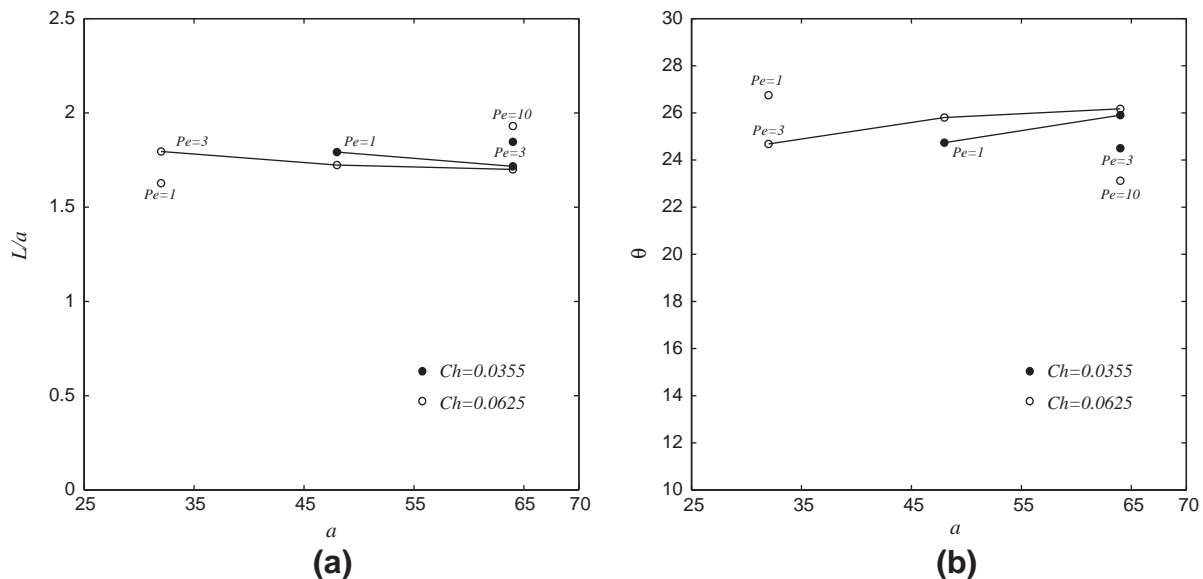 2.5
2
1.5
1
0.5
0
L/a
Pe=3
Pe=1
Pe=1
Pe=10
Pe=3
Ch=0.0355
Ch=0.0625
25 35 45 55 65 70
a
(a)
30
28
26
24
22
20
18
16
14
12
10
θ
Pe=1
Pe=3
Pe=1
Pe=3
Pe=10
Ch=0.0355
Ch=0.0625
25 35 45 55 65 70
a
(b)